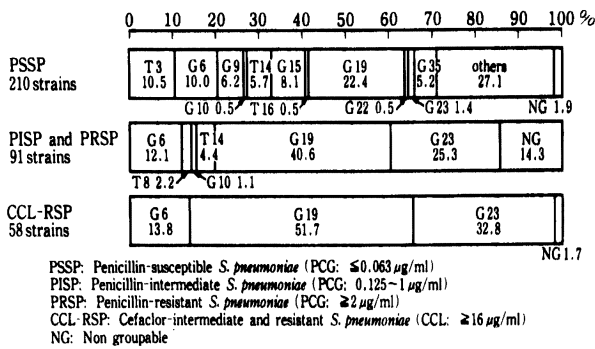 0 10 20 30 40 50 60 70 80 90 100 %
PSSP
210 strains
T 3 G6 G9 T14 G15 G19 G35 others
10.5 10.0 6.2 5.7 8.1 22.4 5.2 27.1
G10 0.5 T16 0.5 G22 0.5 G23 1.4 NG 1.9
PISP and PRSP
91 strains
G6 T 14 G19 G23 NG
12.1 4.4 40.6 25.3 14.3
T8 2.2 G10 1.1
CCL-RSP
58 strains
G6 G19 G23
13.8 51.7 32.8
NG 1.7
PSSP: Penicillin-susceptible S. pneumoniae (PCG: ≦0.063 μg/ml)
PISP: Penicillin-intermediate S. pneumoniae (PCG: 0.125~1 μg/ml)
PRSP: Penicillin-resistant S. pneumoniae (PCG: ≧2 μg/ml)
CCL-RSP: Cefaclor-intermediate and resistant S. pneumoniae (CCL: ≧16 μg/ml)
NG: Non groupable